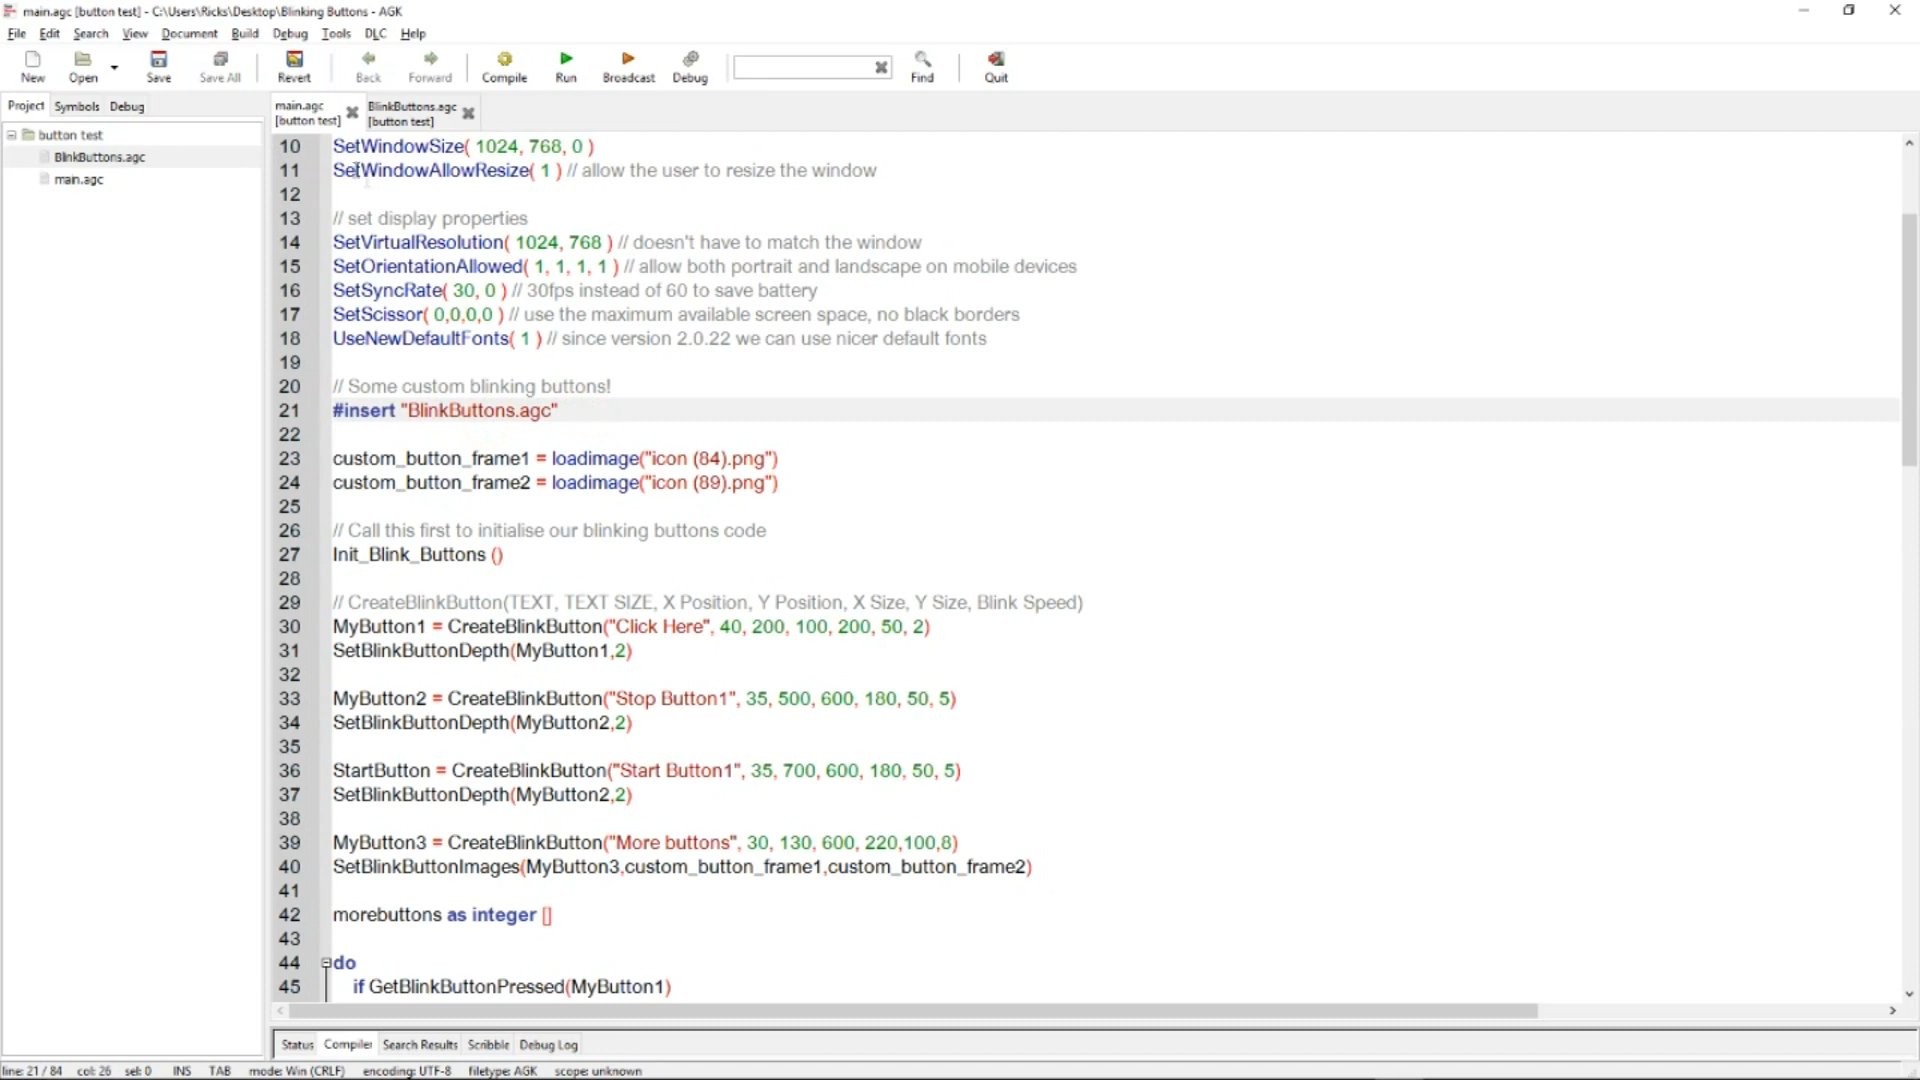 main.agc [button test] - C:\Users\Ricks\Desktop\Blinking Buttons - AGK
File Edit Search View Document Build Debug Tools DLC Help
New Open Save Save All Revert Back Forward Compile Run Broadcast Debug Find Quit
Project Symbols Debug
main.agc [button test]
BlinkButtons.agc [button test]
button test
BlinkButtons.agc
main.agc
10 SetWindowSize( 1024, 768, 0 )
11 SetWindowAllowResize( 1 ) // allow the user to resize the window
12
13 // set display properties
14 SetVirtualResolution( 1024, 768 ) // doesn't have to match the window
15 SetOrientationAllowed( 1, 1, 1, 1 ) // allow both portrait and landscape on mobile devices
16 SetSyncRate( 30, 0 ) // 30fps instead of 60 to save battery
17 SetScissor( 0,0,0,0 ) // use the maximum available screen space, no black borders
18 UseNewDefaultFonts( 1 ) // since version 2.0.22 we can use nicer default fonts
19
20 // Some custom blinking buttons!
21 #insert "BlinkButtons.agc"
22
23 custom_button_frame1 = loadimage("icon (84).png")
24 custom_button_frame2 = loadimage("icon (89).png")
25
26 // Call this first to initialise our blinking buttons code
27 Init_Blink_Buttons ()
28
29 // CreateBlinkButton(TEXT, TEXT SIZE, X Position, Y Position, X Size, Y Size, Blink Speed)
30 MyButton1 = CreateBlinkButton("Click Here", 40, 200, 100, 200, 50, 2)
31 SetBlinkButtonDepth(MyButton1,2)
32
33 MyButton2 = CreateBlinkButton("Stop Button1", 35, 500, 600, 180, 50, 5)
34 SetBlinkButtonDepth(MyButton2,2)
35
36 StartButton = CreateBlinkButton("Start Button1", 35, 700, 600, 180, 50, 5)
37 SetBlinkButtonDepth(MyButton2,2)
38
39 MyButton3 = CreateBlinkButton("More buttons", 30, 130, 600, 220,100,8)
40 SetBlinkButtonImages(MyButton3,custom_button_frame1,custom_button_frame2)
41
42 morebuttons as integer []
43
44 do
45 if GetBlinkButtonPressed(MyButton1)
Status Compiler Search Results Scribble Debug Log
line: 21 / 84 col: 26 sel: 0 INS TAB mode: Win (CRLF) encoding: UTF-8 filetype: AGK scope: unknown